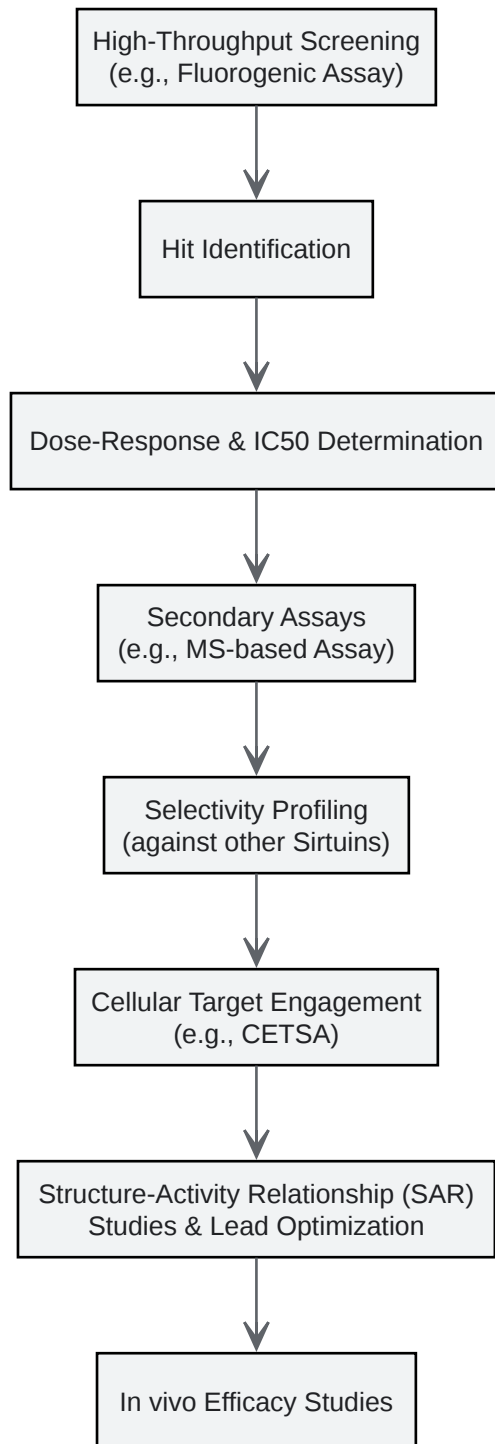 High-Throughput Screening
(e.g., Fluorogenic Assay)
Hit Identification
Dose-Response & IC50 Determination
Secondary Assays
(e.g., MS-based Assay)
Selectivity Profiling
(against other Sirtuins)
Cellular Target Engagement
(e.g., CETSA)
Structure-Activity Relationship (SAR)
Studies & Lead Optimization
In vivo Efficacy Studies